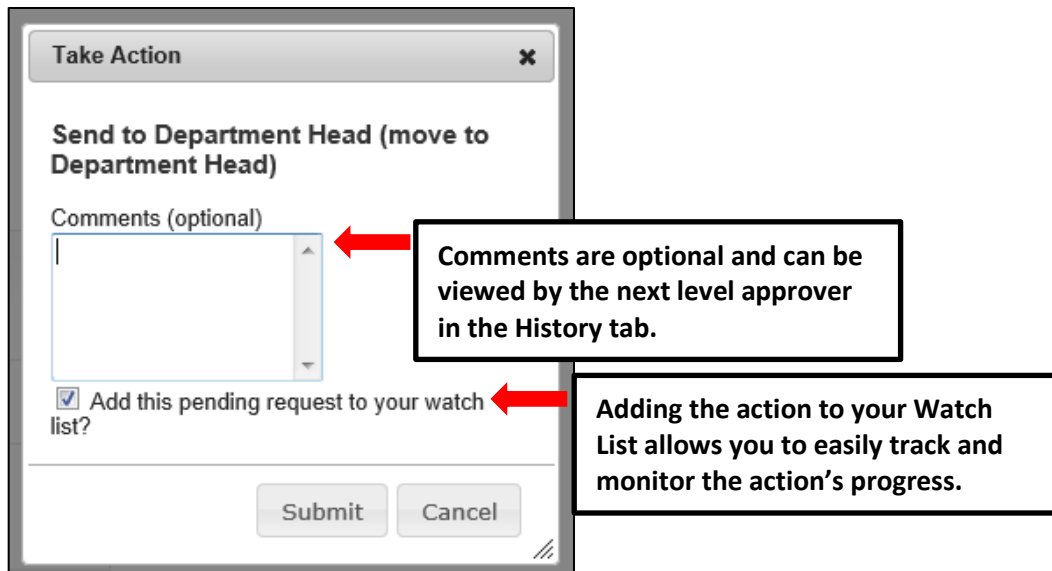 Take Action
Send to Department Head (move to
Department Head)
Comments (optional)
Comments are optional and can be
viewed by the next level approver
in the History tab.
Add this pending request to your watch
list?
Adding the action to your Watch
List allows you to easily track and
monitor the action’s progress.
Submit Cancel